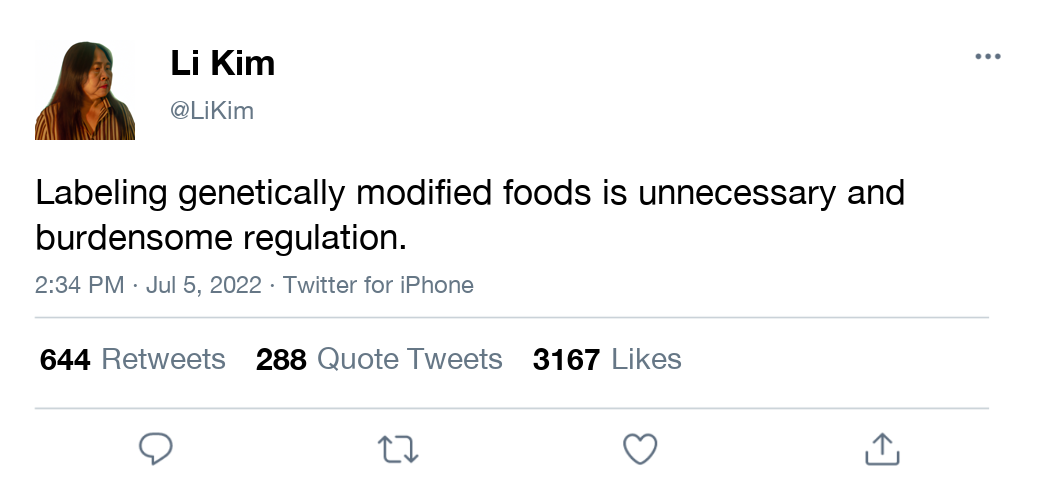 Li Kim
@LiKim
Labeling genetically modified foods is unnecessary and
burdensome regulation.
2:34 PM · Jul 5, 2022 · Twitter for iPhone
644 Retweets 288 Quote Tweets 3167 Likes